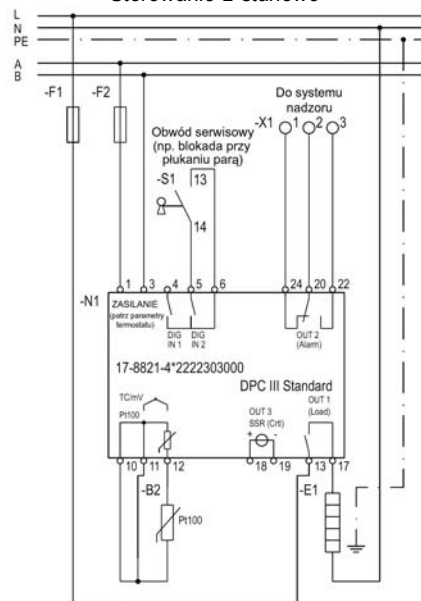 Sterowanie 2-stanowe
L
N
PE
A
B
-F1
-F2
Do systemu
nadzoru
-X1 1 2 3
Obwód serwisowy
(np. blokada przy
płukaniu parą)
-S1 13
14
1 3 4 5 6 24 20 22
-N1
ZASILANIE
(patrz parametry
termostatu)
DIG
IN 1
DIG
IN 2
OUT 2
(Alarm)
17-8821-4*2222303000
DPC III Standard
TC/mV
Pt100
OUT 3
SSR (Crtl)
+ -
OUT 1
(Load)
10 11 12 18 19 13 17
-B2
-E1
Pt100